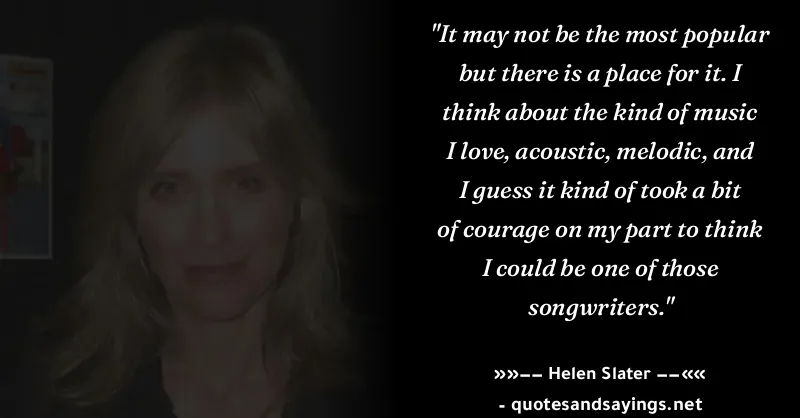 "It may not be the most popular
but there is a place for it. I
think about the kind of music
I love, acoustic, melodic, and
I guess it kind of took a bit
of courage on my part to think
I could be one of those
songwriters."
»»−− Helen Slater −−««
- quotesandsayings.net